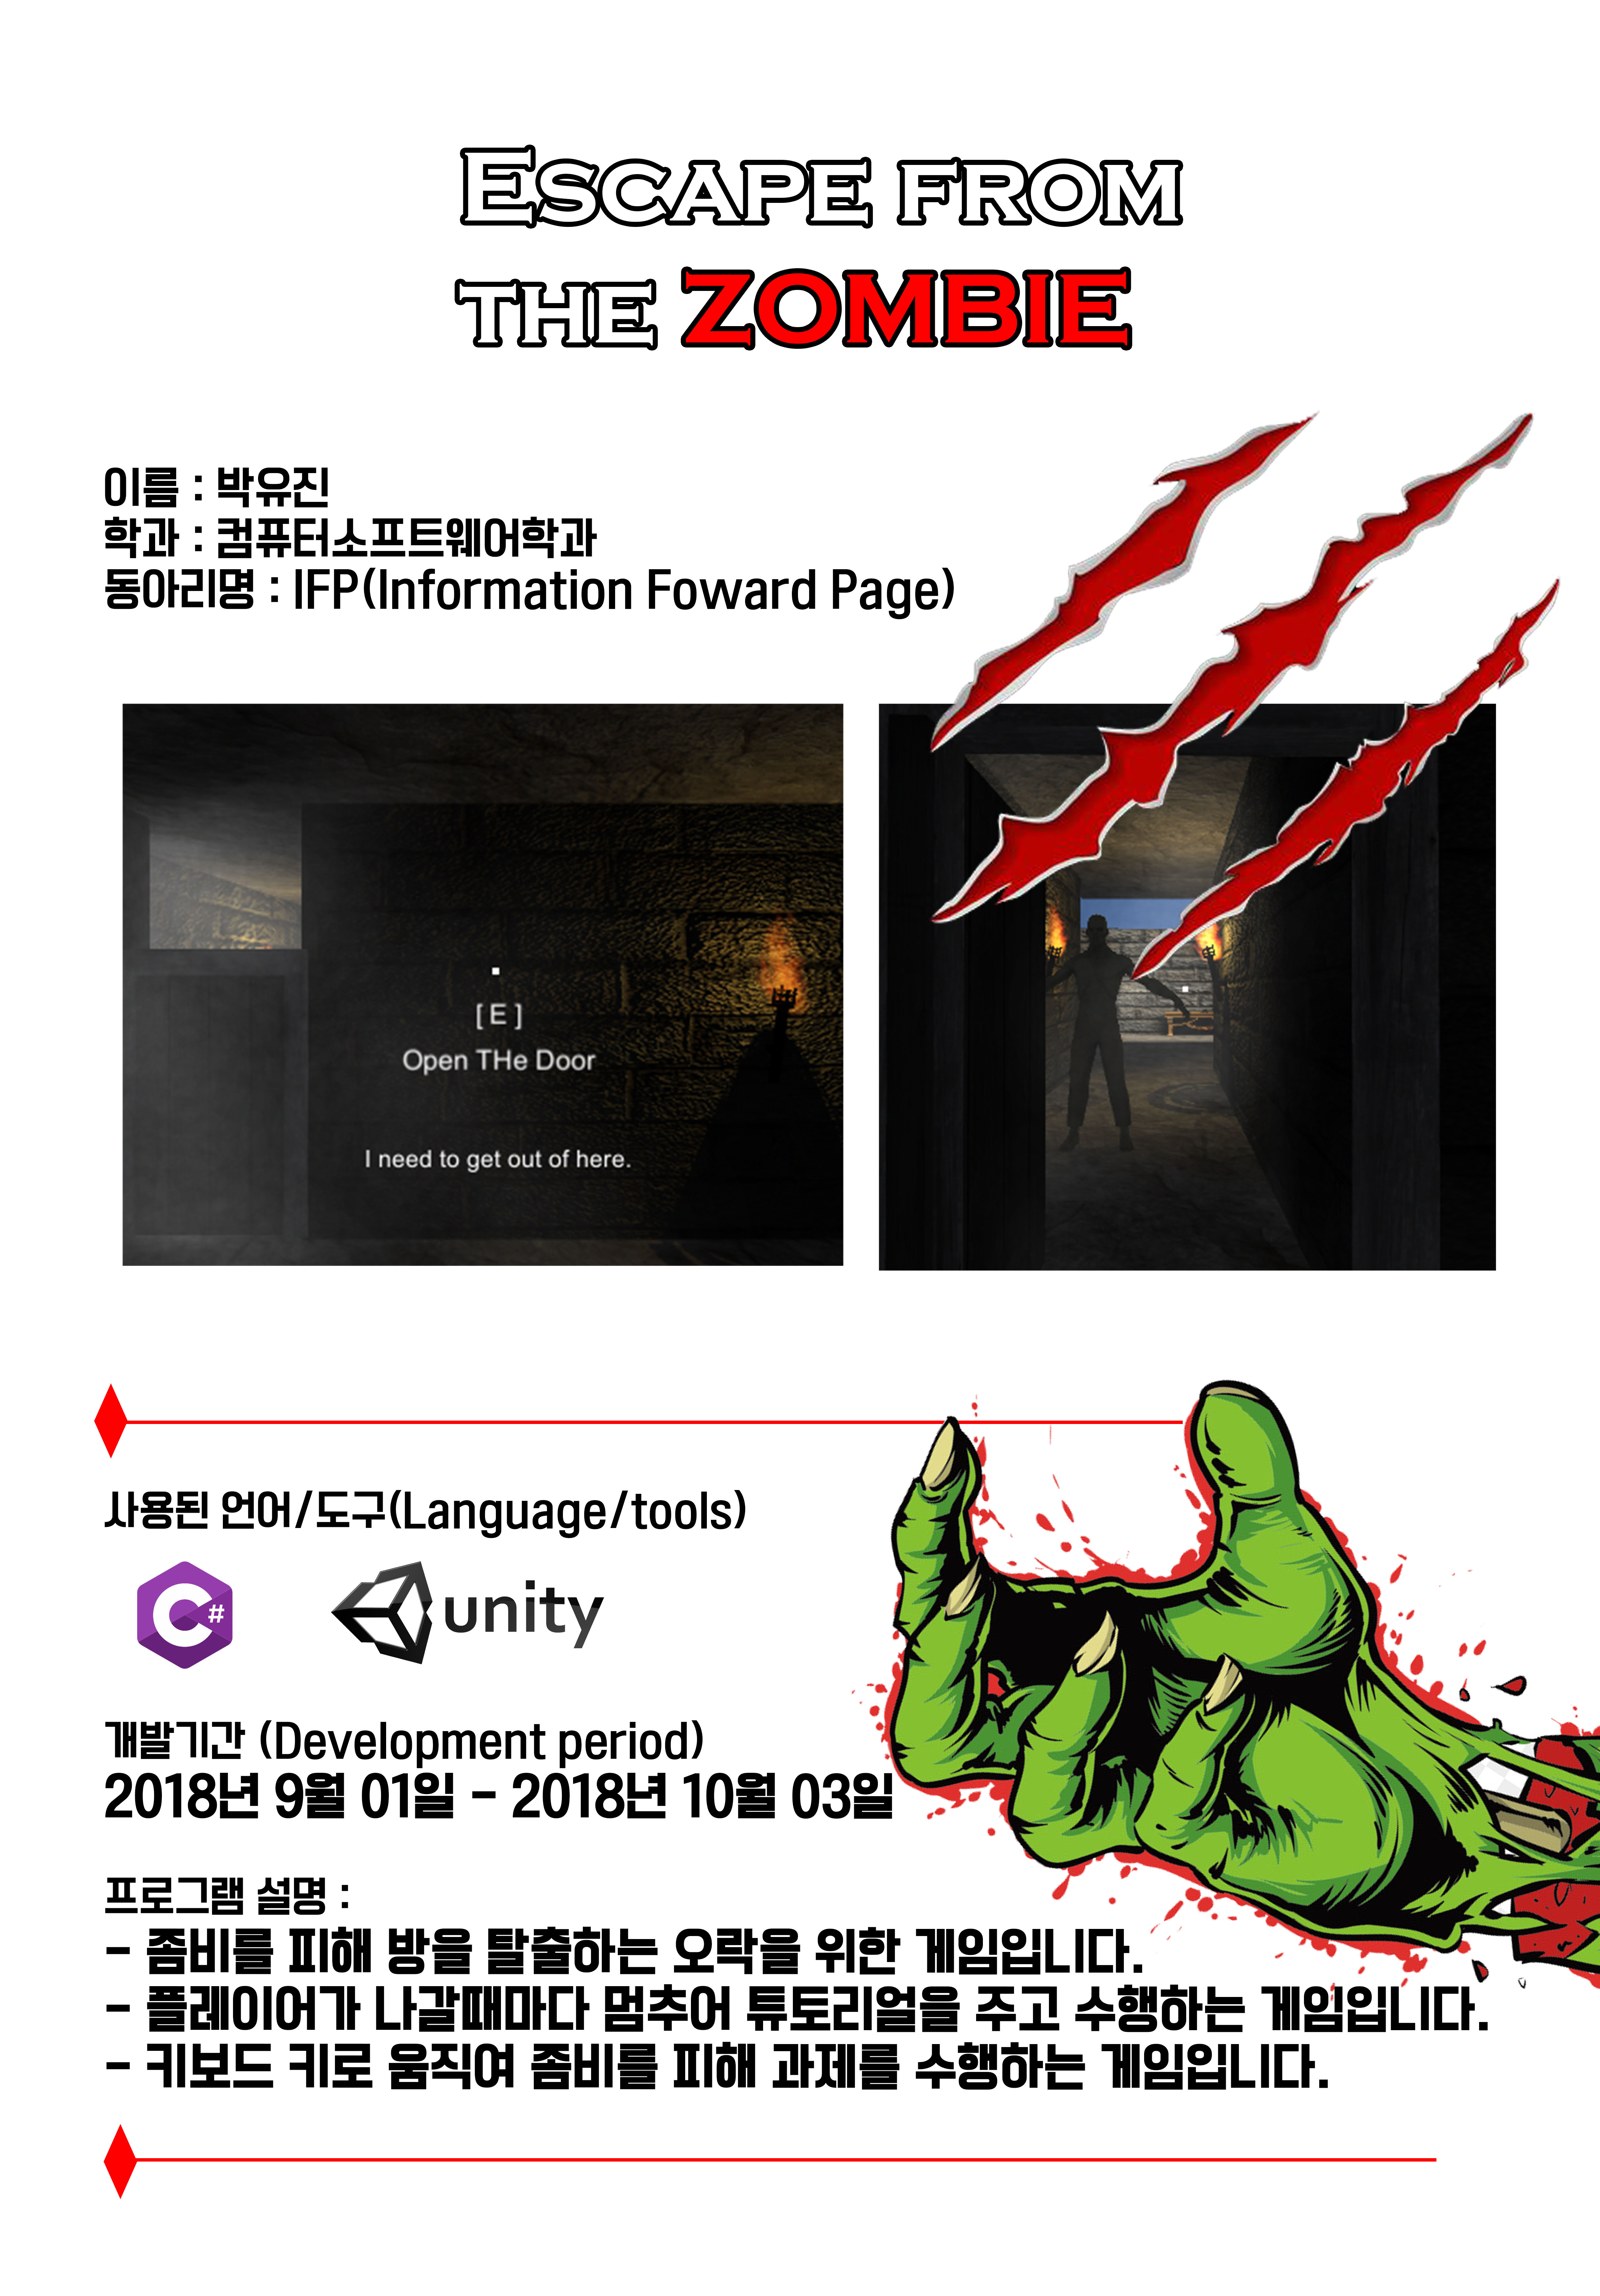 ESCAPE FROM
THE ZOMBIE
이름 : 박유진
학과 : 컴퓨터소프트웨어학과
동아리명 : IFP(Information Foward Page)
[ E ]
Open THe Door
I need to get out of here.
사용된 언어/도구(Language/tools)
C# unity
개발기간 (Development period)
2018년 9월 01일 - 2018년 10월 03일
프로그램 설명 :
- 좀비를 피해 방을 탈출하는 오락을 위한 게임입니다.
- 플레이어가 나갈때마다 멈추어 튜토리얼을 주고 수행하는 게임입니다.
- 키보드 키로 움직여 좀비를 피해 과제를 수행하는 게임입니다.